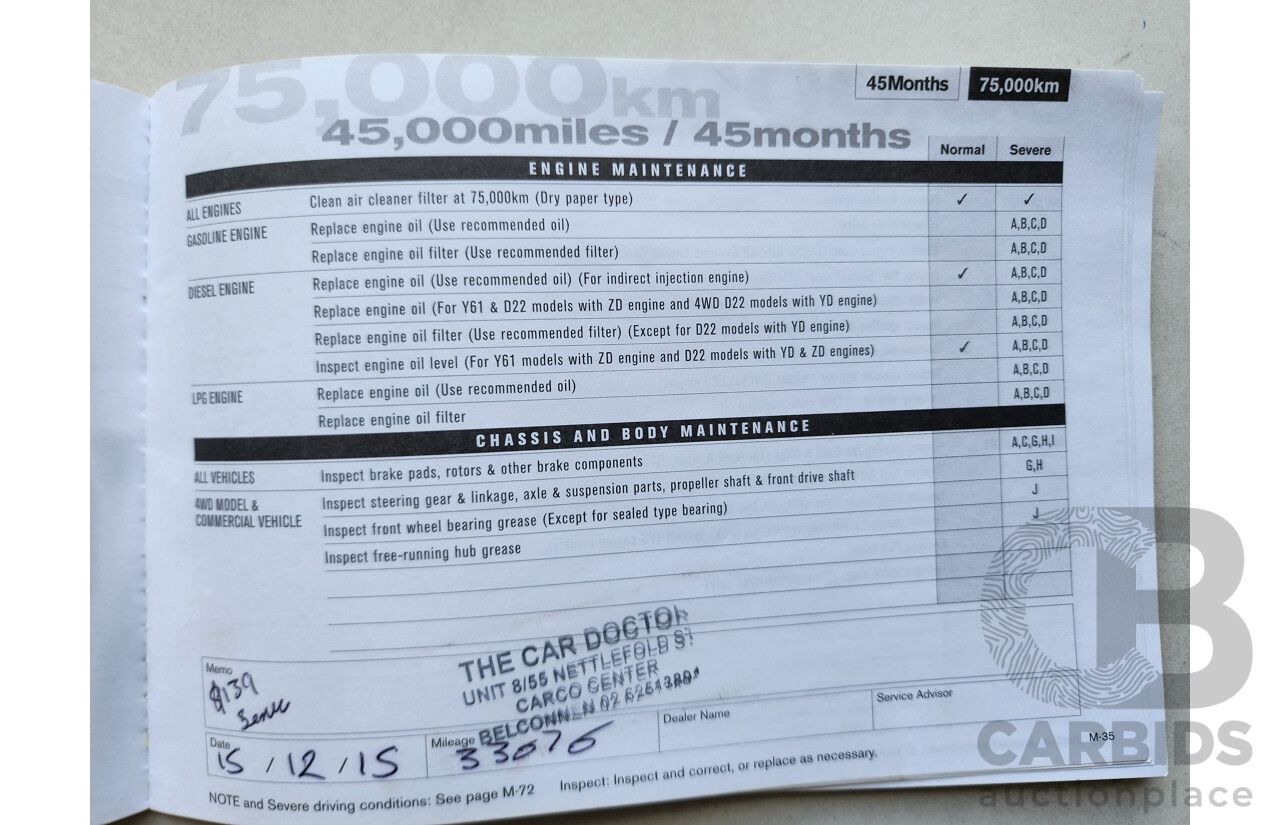 75,000km
45Months 75,000km
45,000miles / 45months
Normal Severe
ENGINE MAINTENANCE
ALL ENGINES Clean air cleaner filter at 75,000km (Dry paper type) ✓ ✓
GASOLINE ENGINE Replace engine oil (Use recommended oil) A,B,C,D
Replace engine oil filter (Use recommended filter) A,B,C,D
DIESEL ENGINE Replace engine oil (Use recommended oil) (For indirect injection engine) ✓ A,B,C,D
Replace engine oil (For Y61 & D22 models with ZD engine and 4WD D22 models with YD engine) A,B,C,D
Replace engine oil filter (Use recommended filter) (Except for D22 models with YD engine) A,B,C,D
Inspect engine oil level (For Y61 models with ZD engine and D22 models with YD & ZD engines) ✓ A,B,C,D
LPG ENGINE Replace engine oil (Use recommended oil) A,B,C,D
Replace engine oil filter A,B,C,D
CHASSIS AND BODY MAINTENANCE
ALL VEHICLES Inspect brake pads, rotors & other brake components A,C,G,H,I
4WD MODEL & Inspect steering gear & linkage, axle & suspension parts, propeller shaft & front drive shaft G,H
COMMERCIAL VEHICLE Inspect front wheel bearing grease (Except for sealed type bearing) J
Inspect free-running hub grease J
THE CAR DOCTOR
UNIT 8/55 NETTLEFOLD ST
CARCO CENTER
BELCONNEN 02
Memo
$139
Date 15/12/15 Mileage 33076 Dealer Name Service Advisor
NOTE and Severe driving conditions: See page M-72 Inspect: Inspect and correct, or replace as necessary.
M-35
CB
CARBIDS
auctionplace